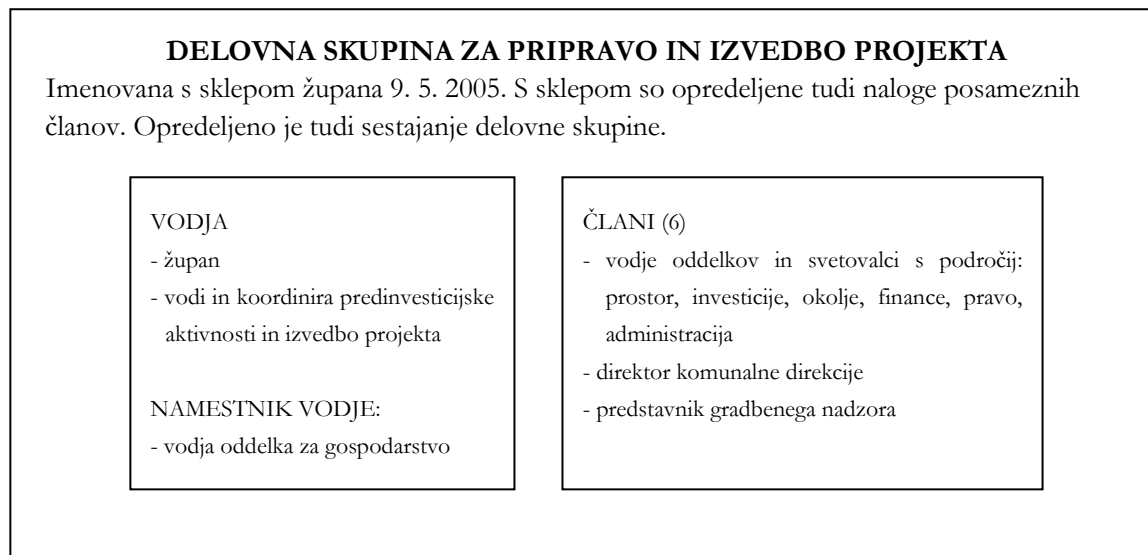 DELOVNA SKUPINA ZA PRIPRAVO IN IZVEDBO PROJEKTA
Imenovana s sklepom župana 9. 5. 2005. S sklepom so opredeljene tudi naloge posameznih
članov. Opredeljeno je tudi sestajanje delovne skupine.
VODJA
- župan
- vodi in koordinira predinvesticijske
aktivnosti in izvedbo projekta
NAMESTNIK VODJE:
- vodja oddelka za gospodarstvo
ČLANI (6)
- vodje oddelkov in svetovalci s področij:
prostor, investicije, okolje, finance, pravo,
administracija
- direktor komunalne direkcije
- predstavnik gradbenega nadzora